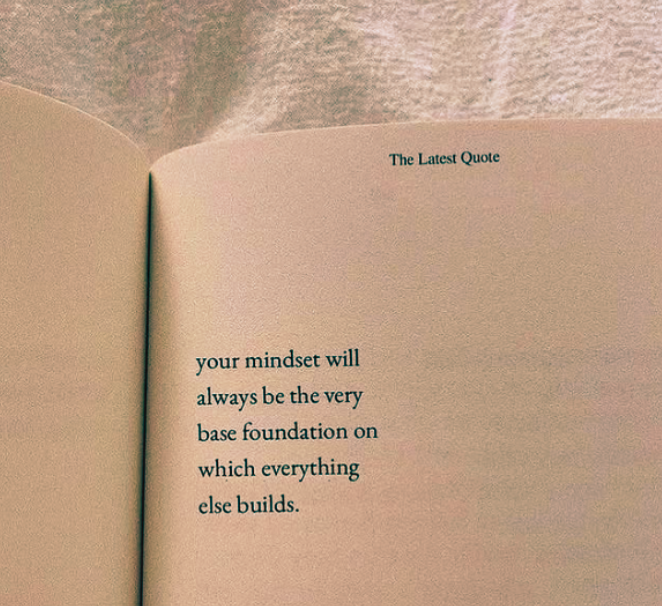 The Latest Quote
your mindset will
always be the very
base foundation on
which everything
else builds.